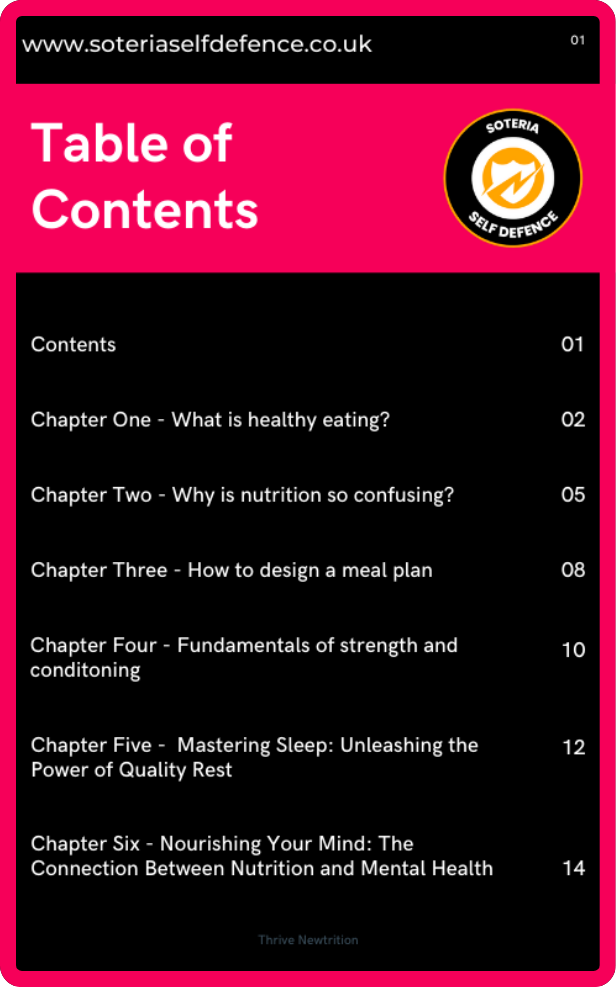 www.soteriaselfdefence.co.uk 01
Table of
Contents
SOTERIA
SELF DEFENCE
Contents 01
Chapter One - What is healthy eating? 02
Chapter Two - Why is nutrition so confusing? 05
Chapter Three - How to design a meal plan 08
Chapter Four - Fundamentals of strength and 10
conditoning
Chapter Five - Mastering Sleep: Unleashing the 12
Power of Quality Rest
Chapter Six - Nourishing Your Mind: The
Connection Between Nutrition and Mental Health 14
Thrive Newtrition